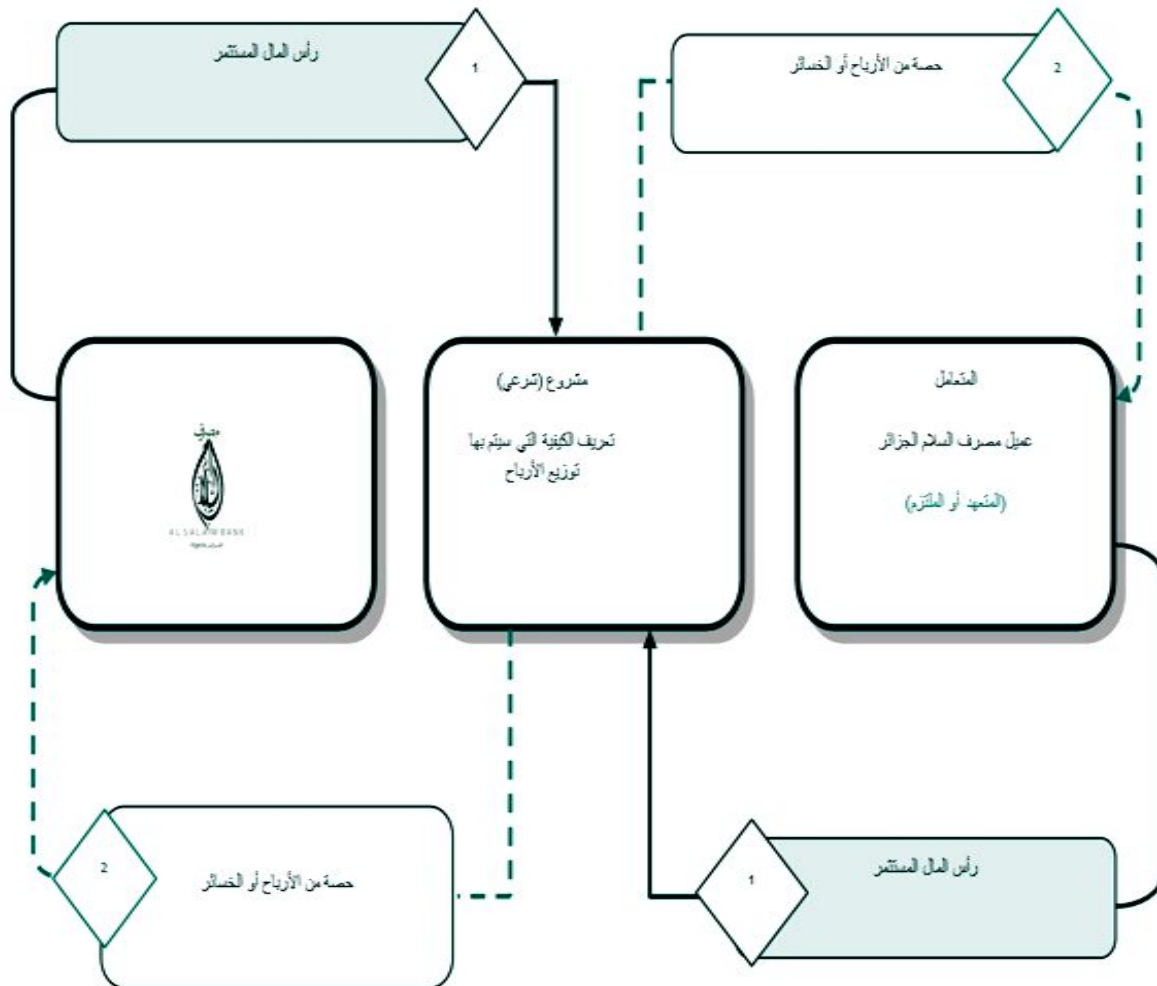 رأس المال المستثمر
1
حصة من الأرباح أو الخسائر
2
المتعامل
عميل مصرف السلام الجزائر
(المتعهد أو الملتزم)
مشروع (شرعي)
تعريف الكيفية التي سيتم بها
توزيع الأرباح
مصرف
AL SALAM BANK
حصة من الأرباح أو الخسائر
2
رأس المال المستثمر
1